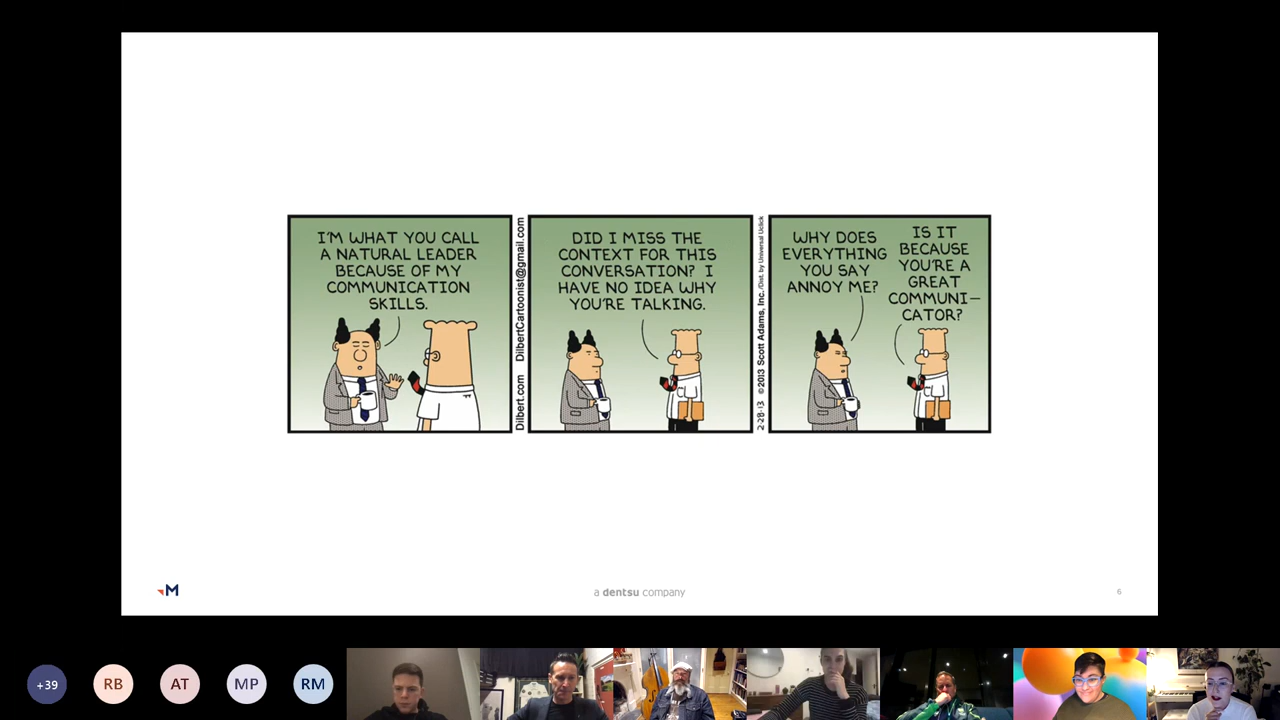 I'M WHAT YOU CALL
A NATURAL LEADER
BECAUSE OF MY
COMMUNICATION
SKILLS.
Dilbert.com DilbertCartoonist@gmail.com
DID I MISS THE
CONTEXT FOR THIS
CONVERSATION? I
HAVE NO IDEA WHY
YOU'RE TALKING.
2-28-13 ©2013 Scott Adams, Inc. /Dist. by Universal Uclick
WHY DOES
EVERYTHING
YOU SAY
ANNOY ME?
IS IT
BECAUSE
YOU'RE A
GREAT
COMMUNI-
CATOR?
M
a dentsu company
6
+39
RB
AT
MP
RM